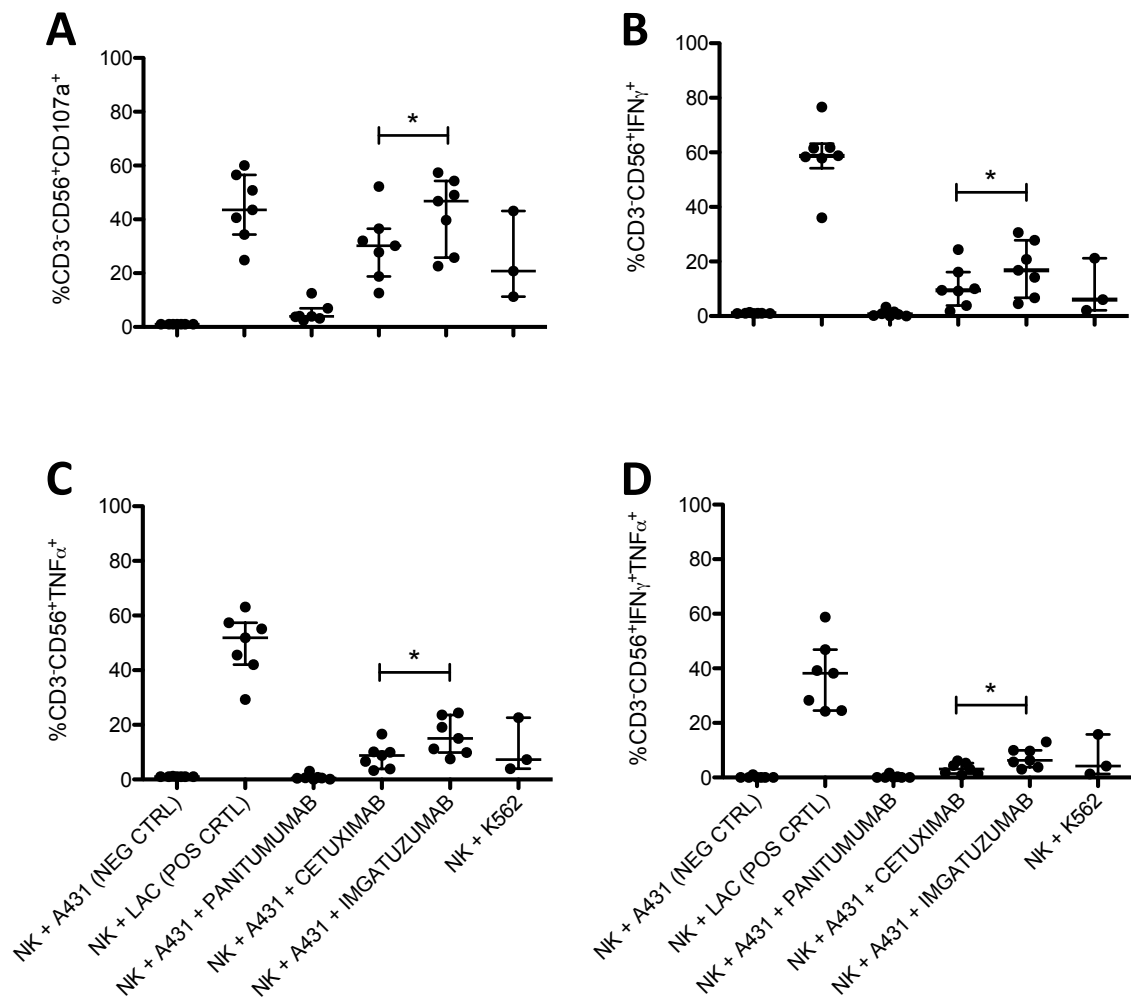 A
%CD3-CD56+CD107a+
100
80
60
40
20
0
*
B
%CD3-CD56+IFNγ+
100
80
60
40
20
0
*
C
%CD3-CD56+TNFα+
100
80
60
40
20
0
*
NK + A431 (NEG CTRL)
NK + LAC (POS CRTL)
NK + A431 + PANITUMUMAB
NK + A431 + CETUXIMAB
NK + A431 + IMGATUZUMAB
NK + K562
D
%CD3-CD56+IFNγ+TNFα+
100
80
60
40
20
0
*
NK + A431 (NEG CTRL)
NK + LAC (POS CRTL)
NK + A431 + PANITUMUMAB
NK + A431 + CETUXIMAB
NK + A431 + IMGATUZUMAB
NK + K562